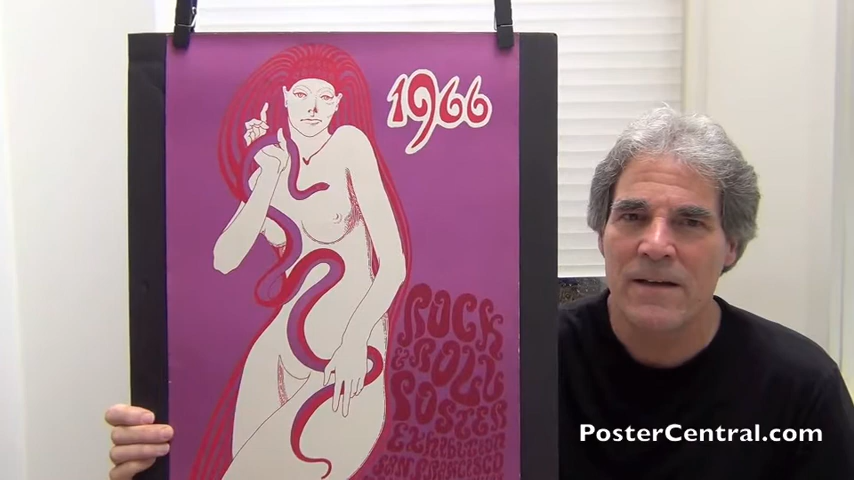 1966
ROCK
& ROLL
POSTER
EXHIBITION
SAN FRANCISCO
PosterCentral.com